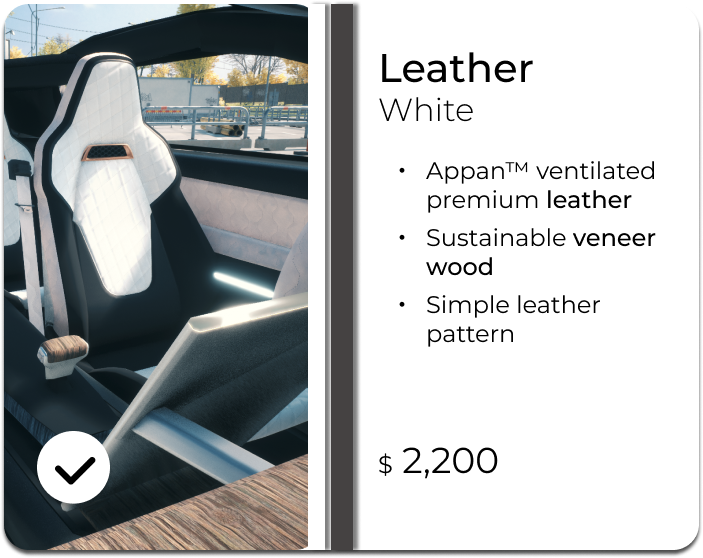 Leather
White
• Appan™ ventilated
premium leather
• Sustainable veneer
wood
• Simple leather
pattern
$ 2,200